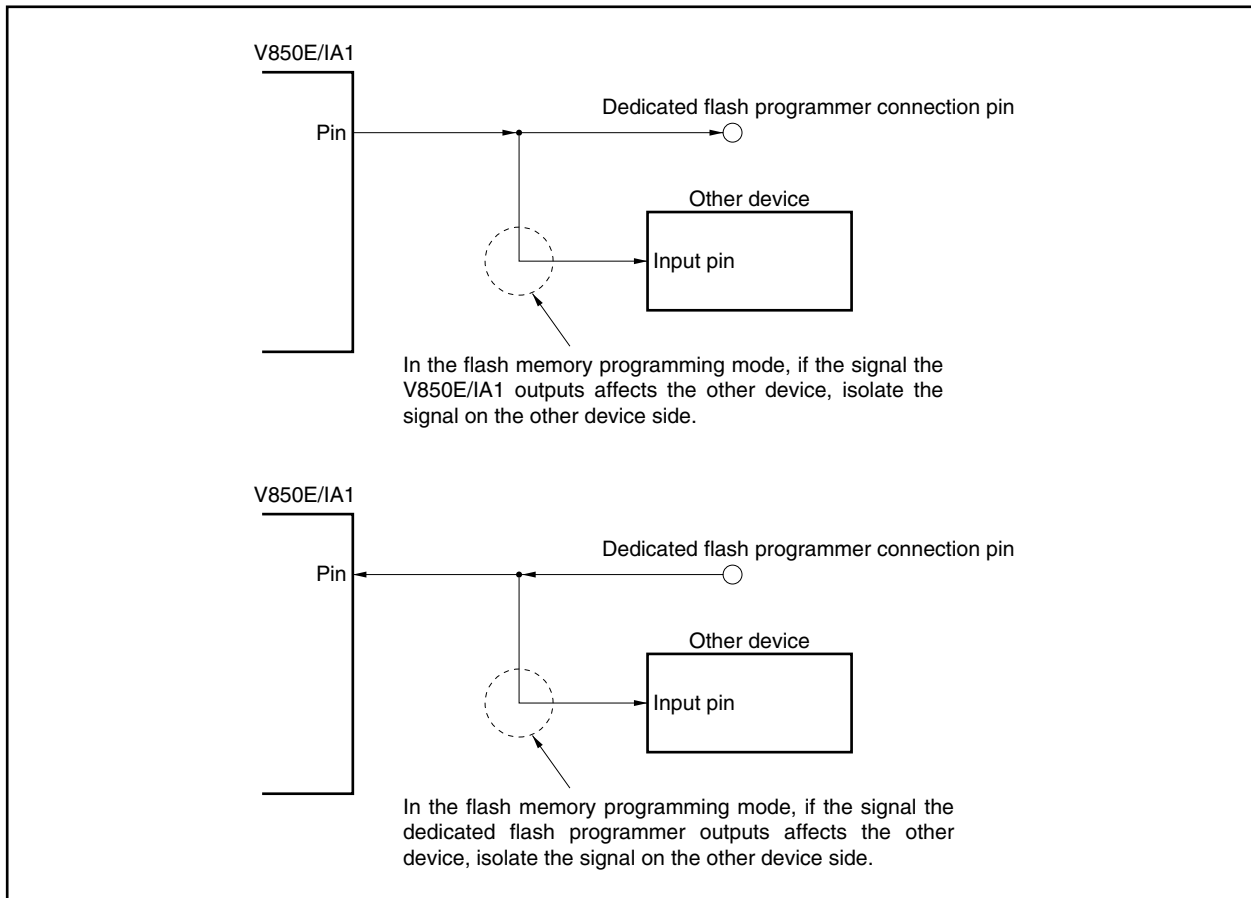 V850E/IA1
Dedicated flash programmer connection pin
Pin
Other device
Input pin
In the flash memory programming mode, if the signal the
V850E/IA1 outputs affects the other device, isolate the
signal on the other device side.
V850E/IA1
Dedicated flash programmer connection pin
Pin
Other device
Input pin
In the flash memory programming mode, if the signal the
dedicated flash programmer outputs affects the other
device, isolate the signal on the other device side.